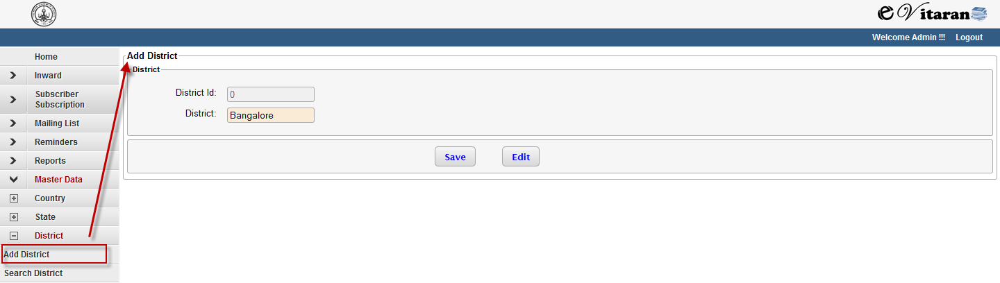 e Vitaran
Welcome Admin !!! Logout
Home
Inward
Subscriber
Subscription
Mailing List
Reminders
Reports
Master Data
Country
State
District
Add District
Search District
Add District
District
District Id: 0
District: Bangalore
Save Edit